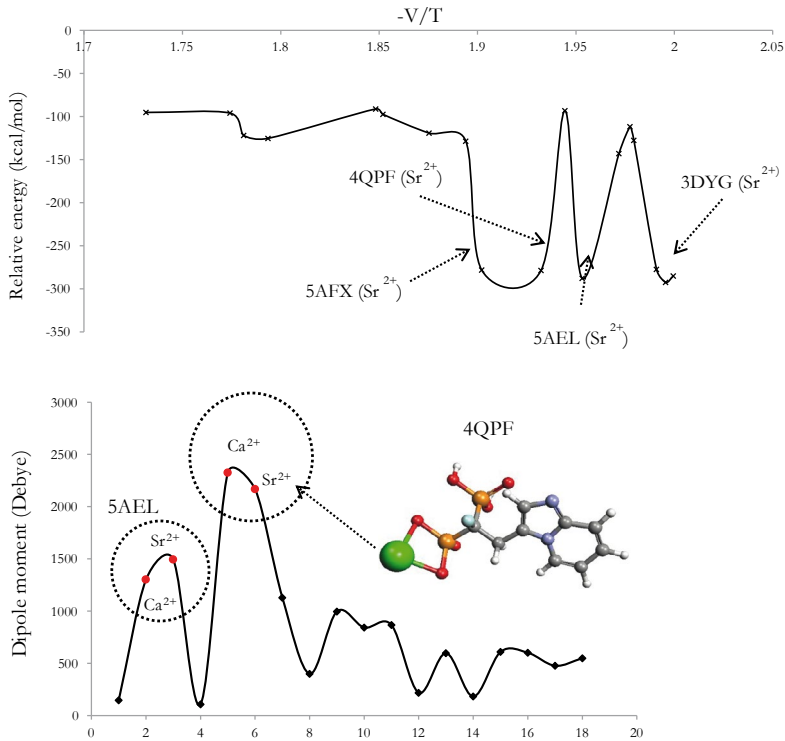 -V/T
0
1.7 1.75 1.8 1.85 1.9 1.95 2 2.05
-50
-100
-150
-200
-250
-300
-350
Relative energy (kcal/mol)
4QPF (Sr²⁺)
3DYG (Sr²⁺)
5AFX (Sr²⁺)
5AEL (Sr²⁺)
3000
2500
2000
1500
1000
500
0
Dipole moment (Debye)
4QPF
Ca²⁺
Sr²⁺
5AEL
Sr²⁺
Ca²⁺
0 2 4 6 8 10 12 14 16 18 20